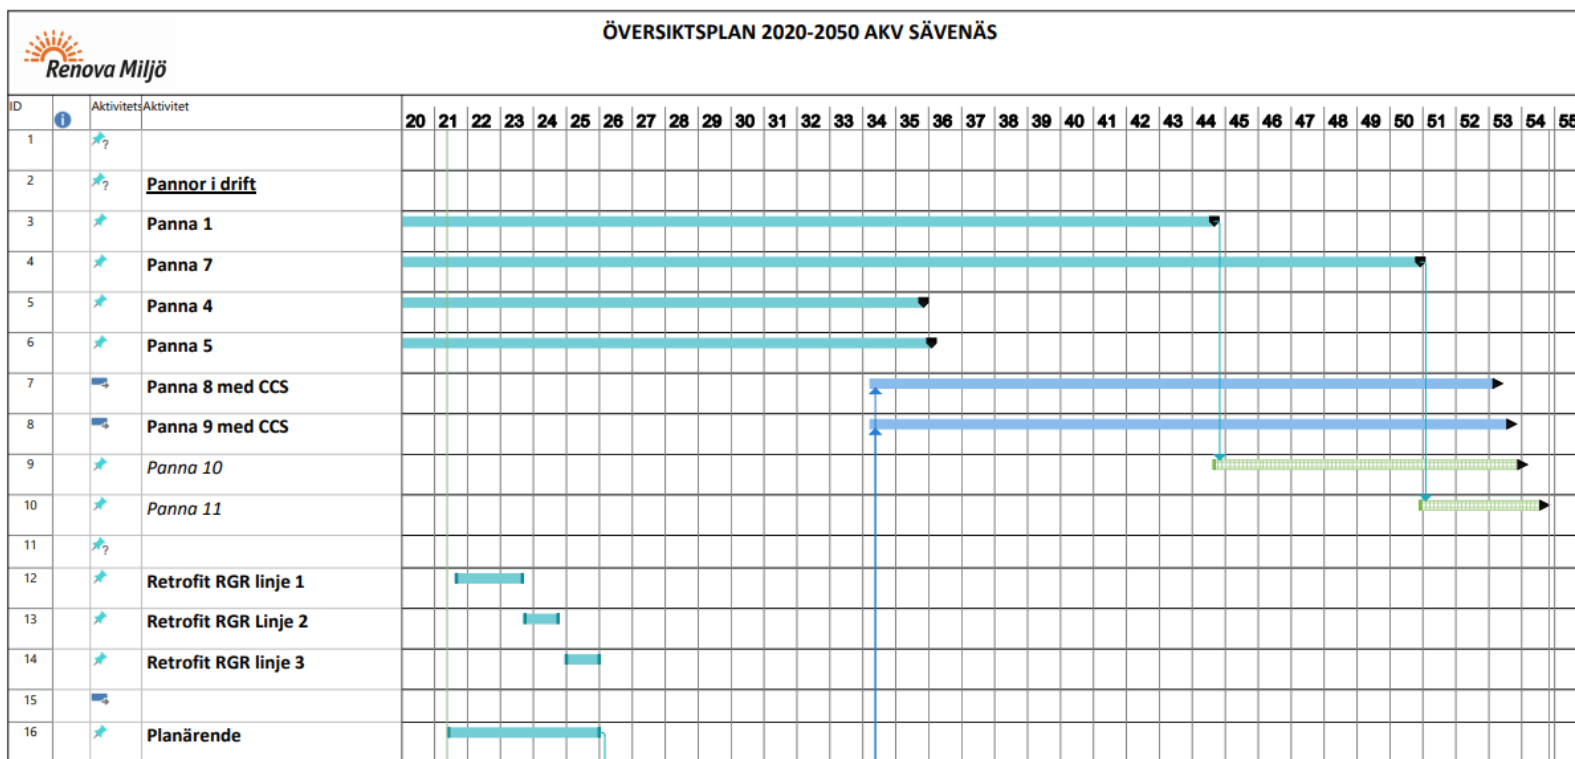 ÖVERSIKTSPLAN 2020-2050 AKV SÄVENÄS
Renova Miljö
ID Aktivitets Aktivitet
20 21 22 23 24 25 26 27 28 29 30 31 32 33 34 35 36 37 38 39 40 41 42 43 44 45 46 47 48 49 50 51 52 53 54 55
1
2 Pannor i drift
3 Panna 1
4 Panna 7
5 Panna 4
6 Panna 5
7 Panna 8 med CCS
8 Panna 9 med CCS
9 Panna 10
10 Panna 11
11
12 Retrofit RGR linje 1
13 Retrofit RGR Linje 2
14 Retrofit RGR linje 3
15
16 Planärende